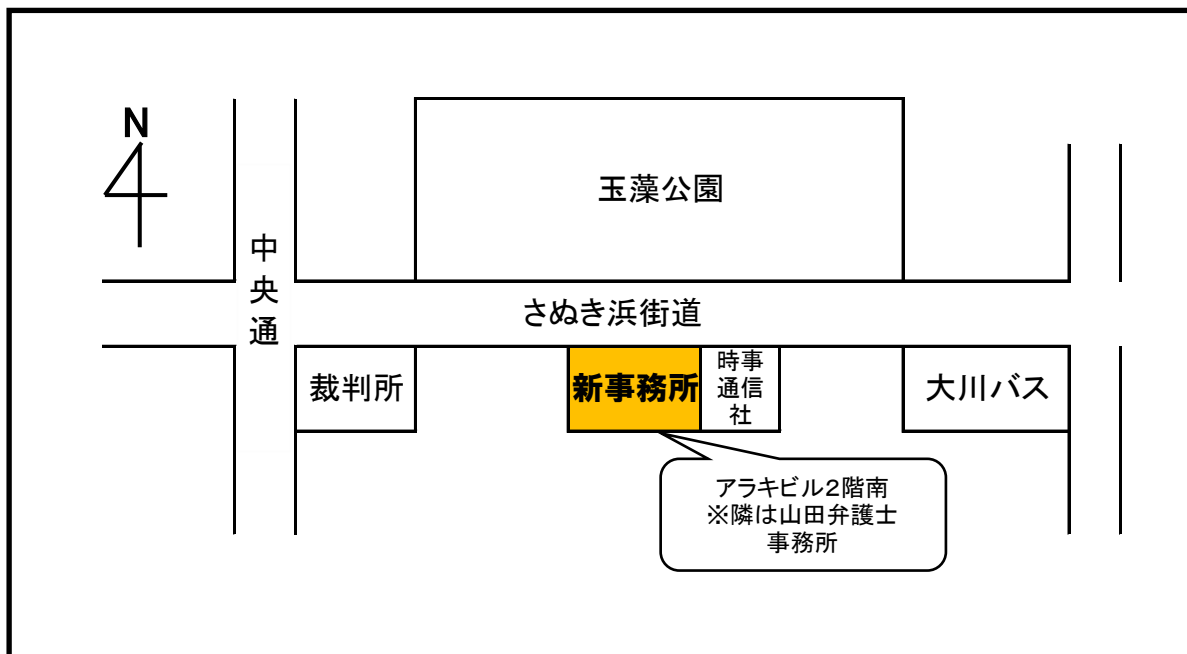 N
玉藻公園
中央通
さぬき浜街道
裁判所
新事務所
時事
通信
社
大川バス
アラキビル2階南
※隣は山田弁護士
事務所